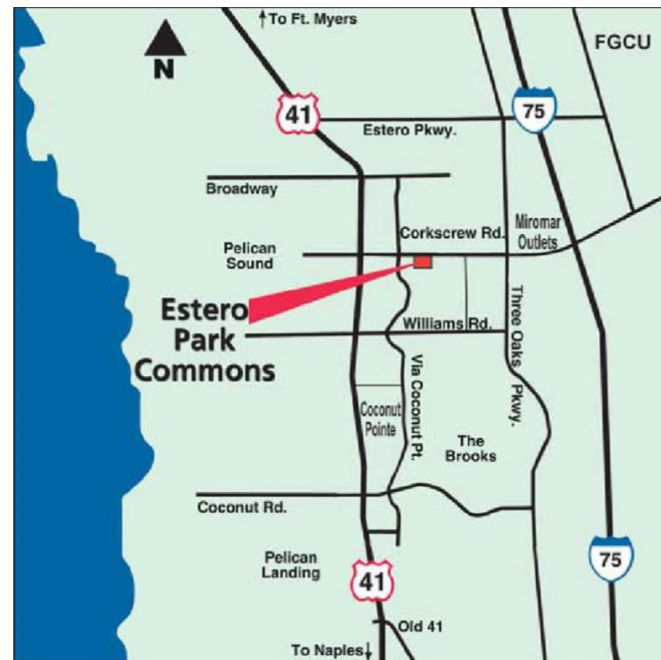 To Ft. Myers
N
41
75
FGCU
Estero Pkwy.
Broadway
Corkscrew Rd.
Miromar
Outlets
Pelican
Sound
Estero
Park
Commons
Williams Rd.
Three Oaks Pkwy.
Via Coconut Pt.
Coconut
Pointe
The
Brooks
Coconut Rd.
Pelican
Landing
41
75
Old 41
To Naples